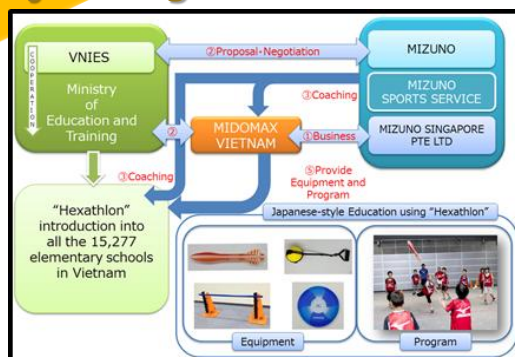 VNIES
COOPERATION
Ministry
of
Education and
Training
②Proposal・Negotiation
MIZUNO
MIZUNO
SPORTS SERVICE
MIZUNO SINGAPORE
PTE LTD
③Coaching
②
MIDOMAX
VIETNAM
①Business
③Coaching
⑤Provide
Equipment and
Program
"Hexathlon"
introduction into
all the 15,277
elementary schools
in Vietnam
Japanese-style Education using "Hexathlon"
Equipment
Program